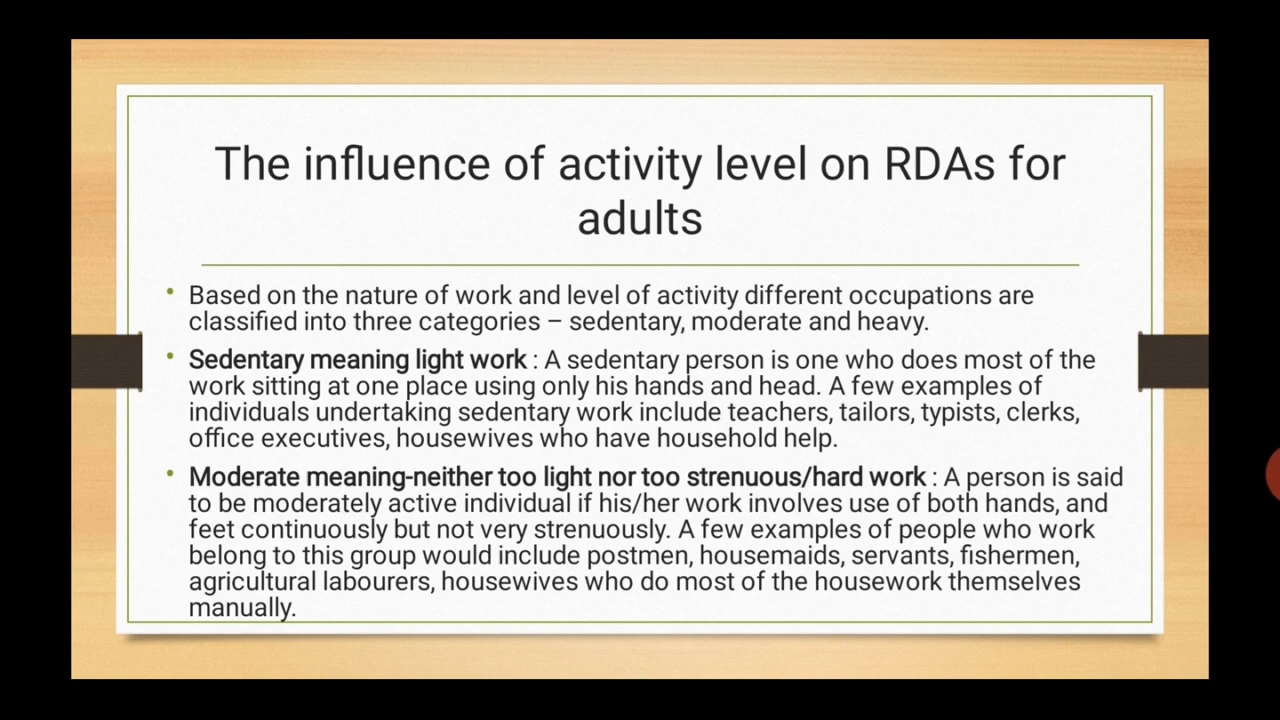 The influence of activity level on RDAs for
adults
• Based on the nature of work and level of activity different occupations are
classified into three categories – sedentary, moderate and heavy.
• Sedentary meaning light work : A sedentary person is one who does most of the
work sitting at one place using only his hands and head. A few examples of
individuals undertaking sedentary work include teachers, tailors, typists, clerks,
office executives, housewives who have household help.
• Moderate meaning-neither too light nor too strenuous/hard work : A person is said
to be moderately active individual if his/her work involves use of both hands, and
feet continuously but not very strenuously. A few examples of people who work
belong to this group would include postmen, housemaids, servants, fishermen,
agricultural labourers, housewives who do most of the housework themselves
manually.